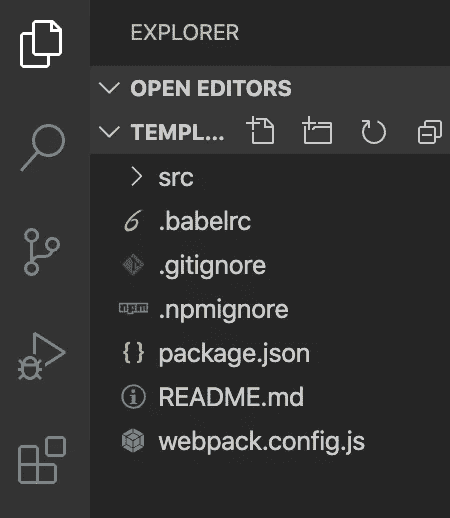 EXPLORER
OPEN EDITORS
TEMPL...
src
.babelrc
.gitignore
.npmignore
package.json
README.md
webpack.config.js